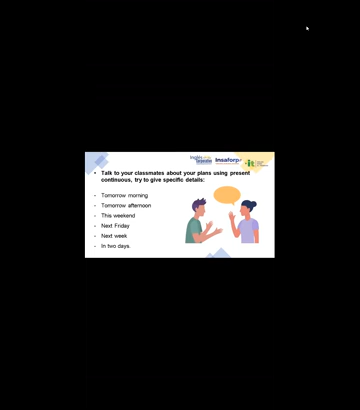 Insaforp
• Talk to your classmates about your plans using present
continuous, try to give specific details:
- Tomorrow morning
- Tomorrow afternoon
- This weekend
- Next Friday
- Next week
- In two days.